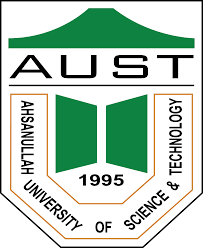 AUST
1995
AHSANULLAH UNIVERSITY OF SCIENCE & TECHNOLOGY